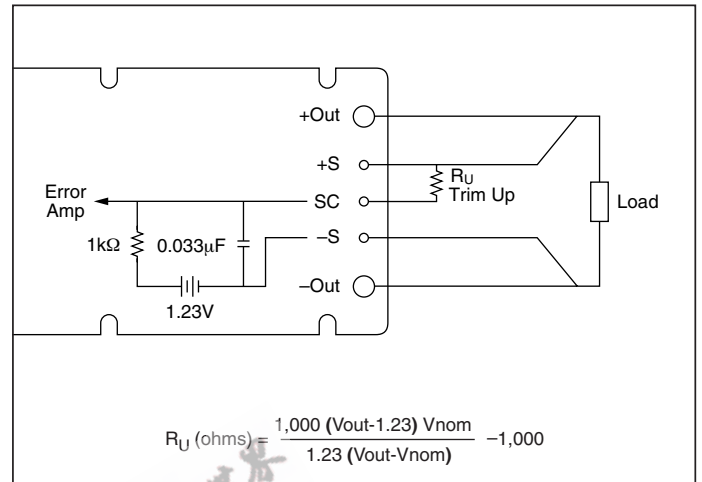 +Out
+S
RU
Trim Up
Error
Amp
SC
Load
1kΩ
0.033µF
–S
–Out
1.23V
RU (ohms) = 1,000 (Vout-1.23) Vnom
1.23 (Vout-Vnom) –1,000